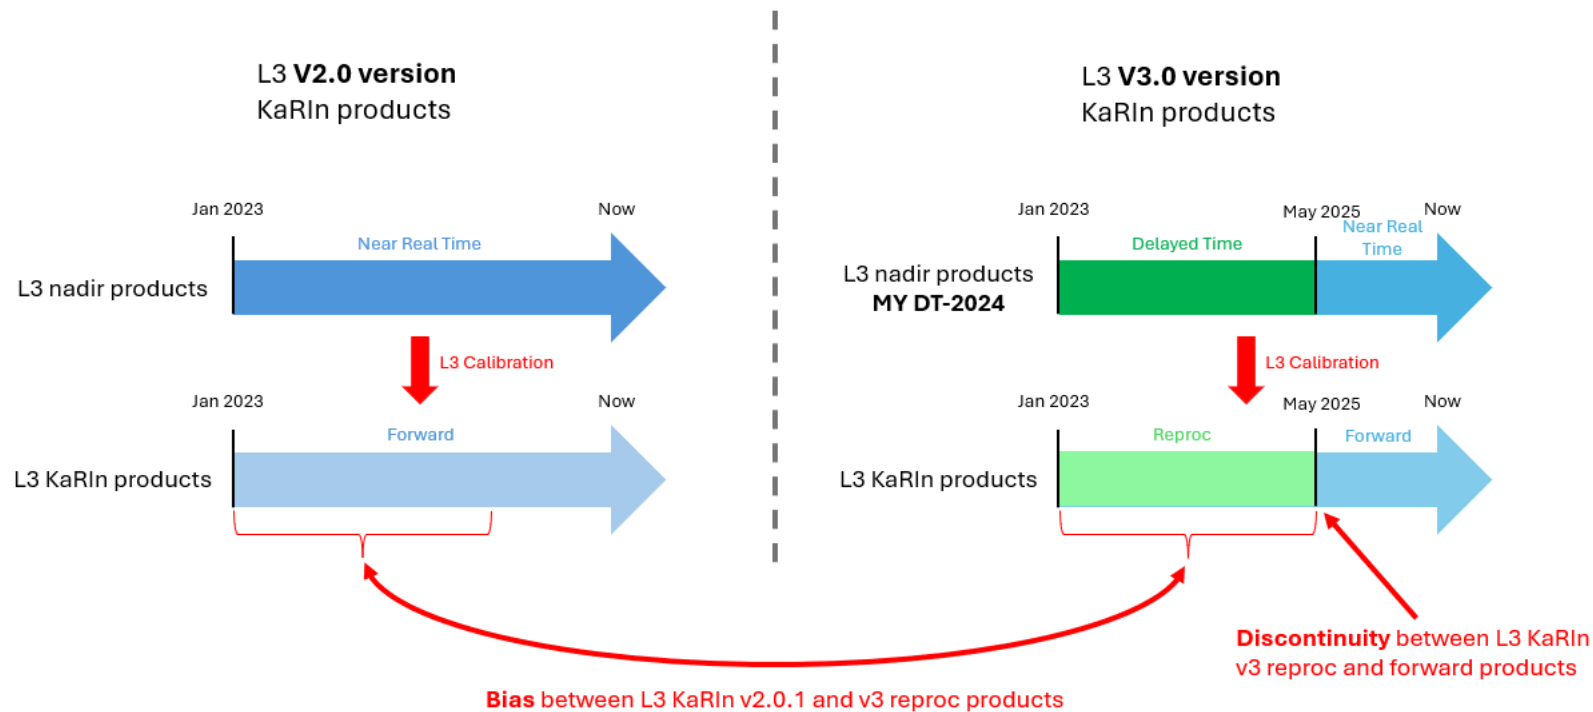 L3 V2.0 version
KaRIn products
Jan 2023
Now
Near Real Time
L3 nadir products
L3 Calibration
Jan 2023
Now
Forward
L3 KaRIn products
L3 V3.0 version
KaRIn products
Jan 2023
May 2025
Now
Delayed Time
Near Real
Time
L3 nadir products
MY DT-2024
L3 Calibration
Jan 2023
May 2025
Now
Reproc
Forward
L3 KaRIn products
Discontinuity between L3 KaRIn
v3 reproc and forward products
Bias between L3 KaRIn v2.0.1 and v3 reproc products